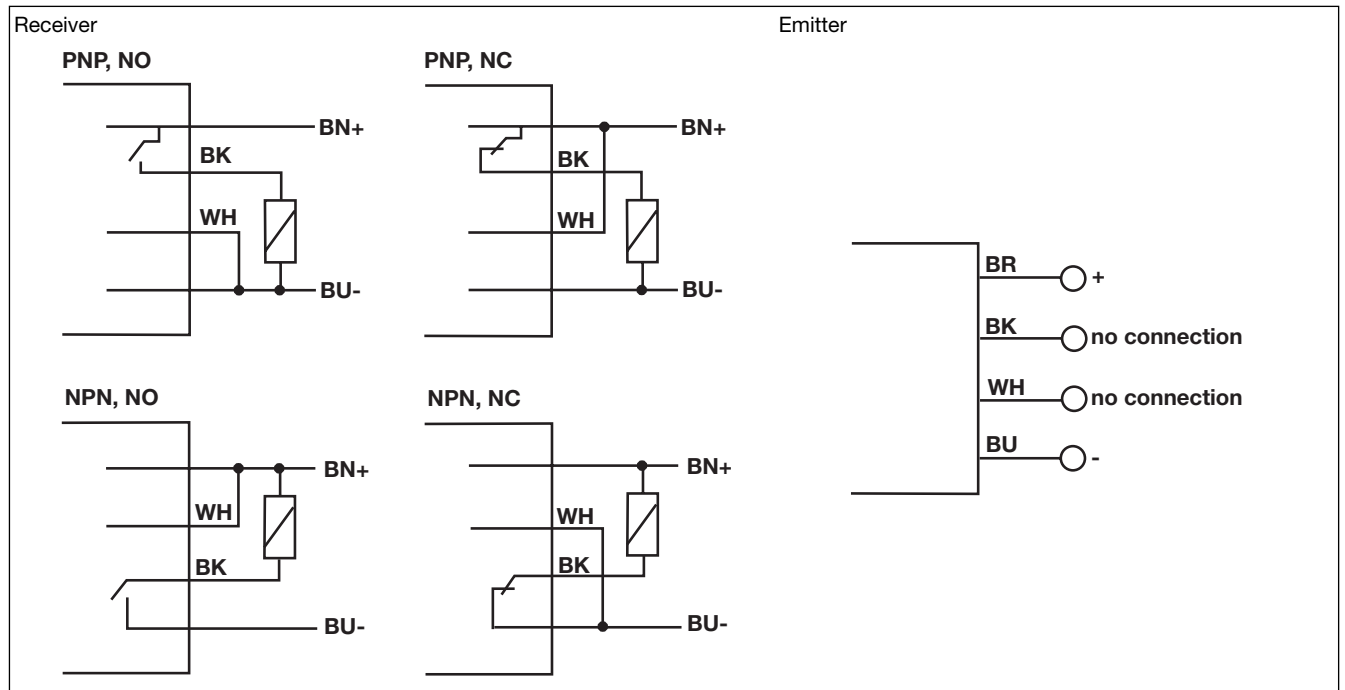 Receiver
Emitter
PNP, NO
BN+
BK
WH
BU-
PNP, NC
BN+
BK
WH
BU-
NPN, NO
BN+
WH
BK
BU-
NPN, NC
BN+
WH
BK
BU-
BR +
BK no connection
WH no connection
BU -